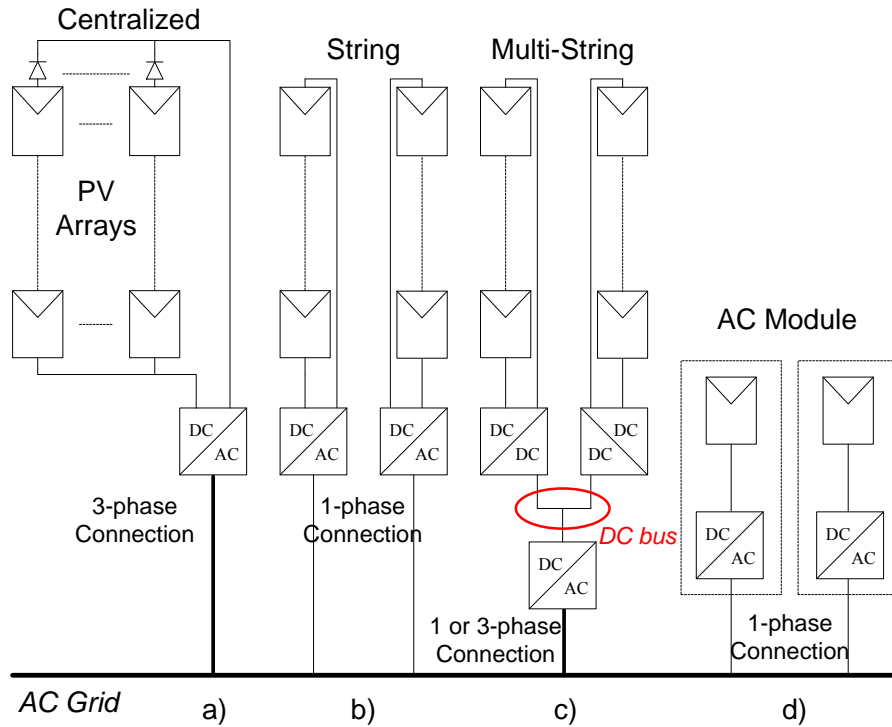 Centralized
String
Multi-String
PV
Arrays
AC Module
DC
AC
DC
AC
DC
AC
DC
DC
DC
DC
3-phase
Connection
1-phase
Connection
DC bus
DC
AC
DC
AC
DC
AC
1 or 3-phase
Connection
1-phase
Connection
AC Grid
a)
b)
c)
d)